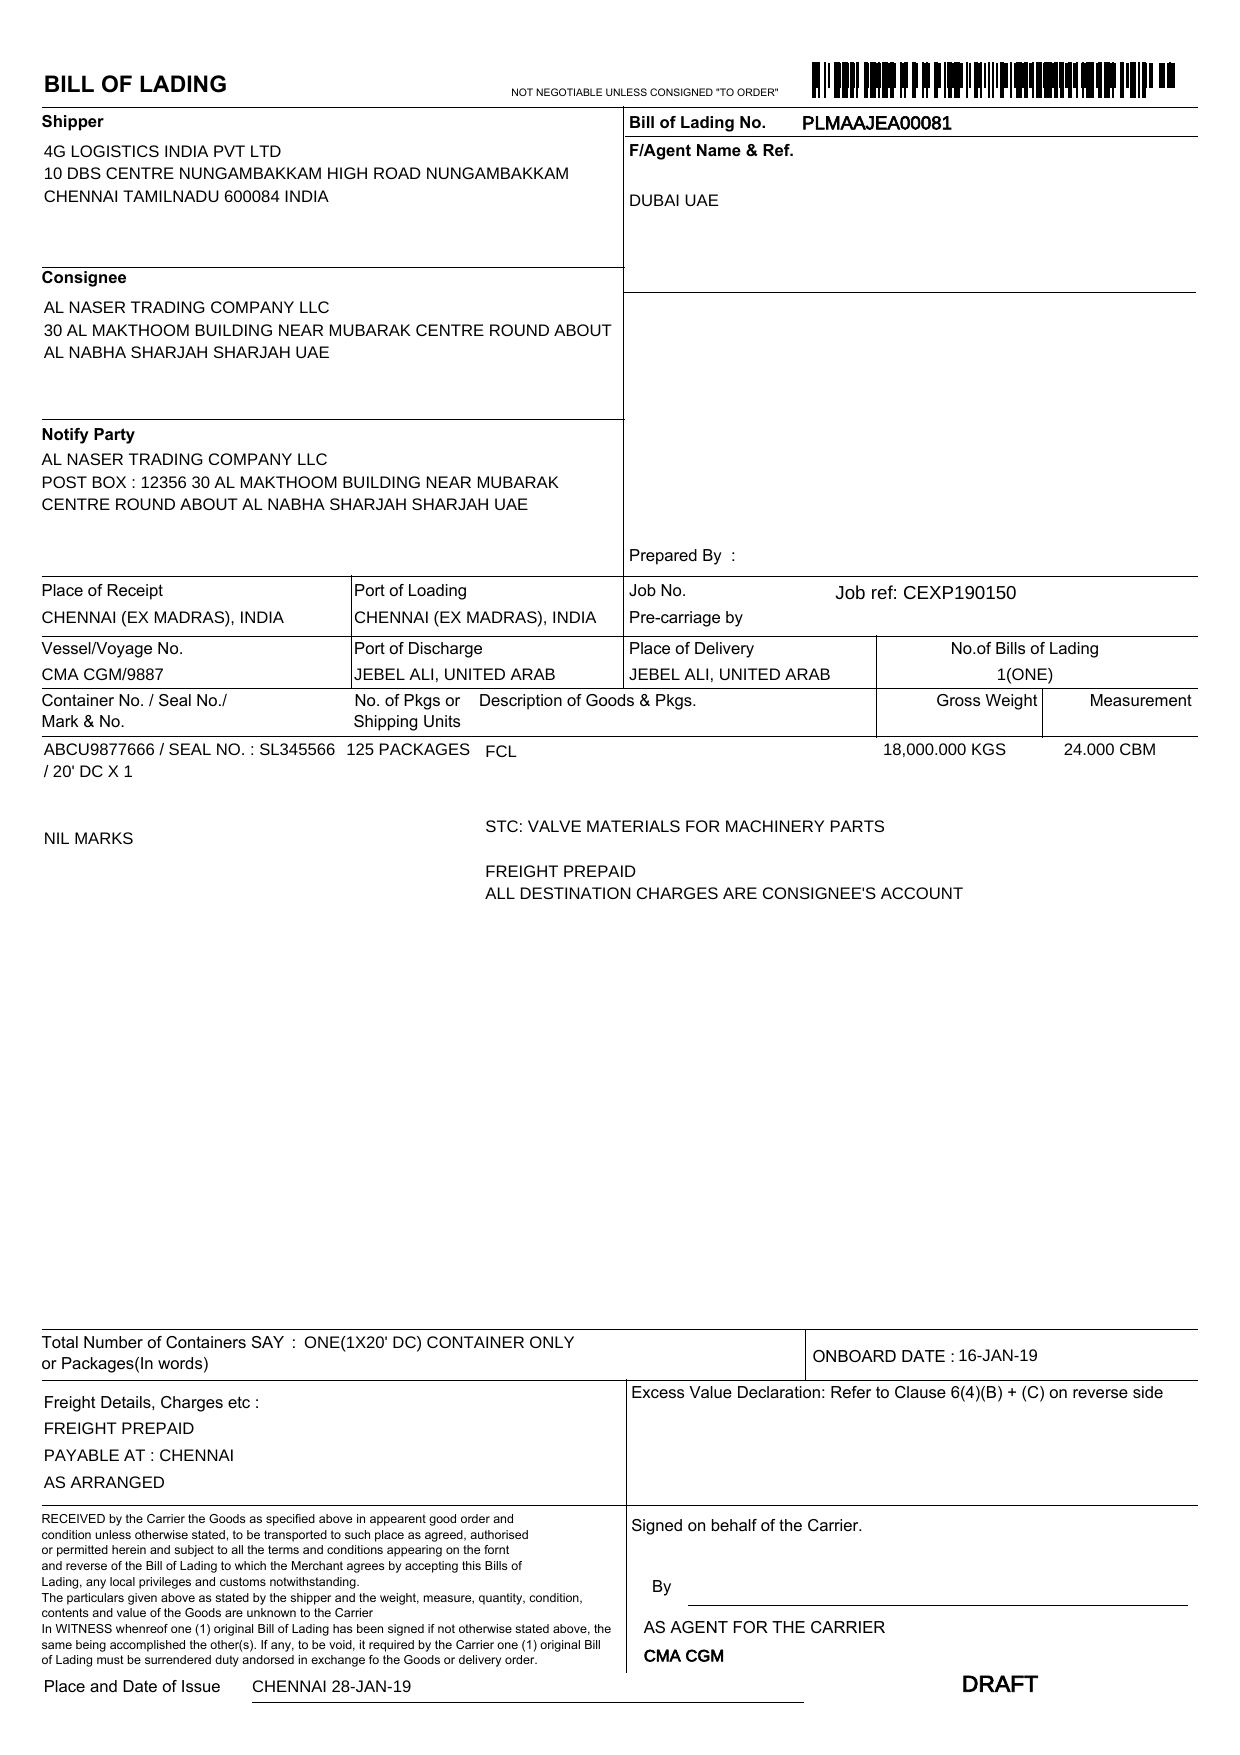 BILL OF LADING
NOT NEGOTIABLE UNLESS CONSIGNED "TO ORDER"
Shipper
4G LOGISTICS INDIA PVT LTD
10 DBS CENTRE NUNGAMBAKKAM HIGH ROAD NUNGAMBAKKAM
CHENNAI TAMILNADU 600084 INDIA
Bill of Lading No. PLMAAJEA00081
F/Agent Name & Ref.
DUBAI UAE
Consignee
AL NASER TRADING COMPANY LLC
30 AL MAKTHOOM BUILDING NEAR MUBARAK CENTRE ROUND ABOUT
AL NABHA SHARJAH SHARJAH UAE
Notify Party
AL NASER TRADING COMPANY LLC
POST BOX : 12356 30 AL MAKTHOOM BUILDING NEAR MUBARAK
CENTRE ROUND ABOUT AL NABHA SHARJAH SHARJAH UAE
Prepared By :
Place of Receipt
CHENNAI (EX MADRAS), INDIA
Port of Loading
CHENNAI (EX MADRAS), INDIA
Job No. Job ref: CEXP190150
Pre-carriage by
Vessel/Voyage No.
CMA CGM/9887
Port of Discharge
JEBEL ALI, UNITED ARAB
Place of Delivery
JEBEL ALI, UNITED ARAB
No.of Bills of Lading
1(ONE)
Container No. / Seal No./
Mark & No.
No. of Pkgs or
Shipping Units
Description of Goods & Pkgs.
Gross Weight
Measurement
ABCU9877666 / SEAL NO. : SL345566 125 PACKAGES FCL 18,000.000 KGS 24.000 CBM
/ 20' DC X 1
STC: VALVE MATERIALS FOR MACHINERY PARTS
NIL MARKS
FREIGHT PREPAID
ALL DESTINATION CHARGES ARE CONSIGNEE'S ACCOUNT
Total Number of Containers SAY : ONE(1X20' DC) CONTAINER ONLY
or Packages(In words)
ONBOARD DATE : 16-JAN-19
Freight Details, Charges etc :
FREIGHT PREPAID
PAYABLE AT : CHENNAI
AS ARRANGED
Excess Value Declaration: Refer to Clause 6(4)(B) + (C) on reverse side
RECEIVED by the Carrier the Goods as specified above in appearent good order and
condition unless otherwise stated, to be transported to such place as agreed, authorised
or permitted herein and subject to all the terms and conditions appearing on the fornt
and reverse of the Bill of Lading to which the Merchant agrees by accepting this Bills of
Lading, any local privileges and customs notwithstanding.
The particulars given above as stated by the shipper and the weight, measure, quantity, condition,
contents and value of the Goods are unknown to the Carrier
In WITNESS whenreof one (1) original Bill of Lading has been signed if not otherwise stated above, the
same being accomplished the other(s). If any, to be void, it required by the Carrier one (1) original Bill
of Lading must be surrendered duty andorsed in exchange fo the Goods or delivery order.
Signed on behalf of the Carrier.
By
AS AGENT FOR THE CARRIER
CMA CGM
Place and Date of Issue CHENNAI 28-JAN-19
DRAFT